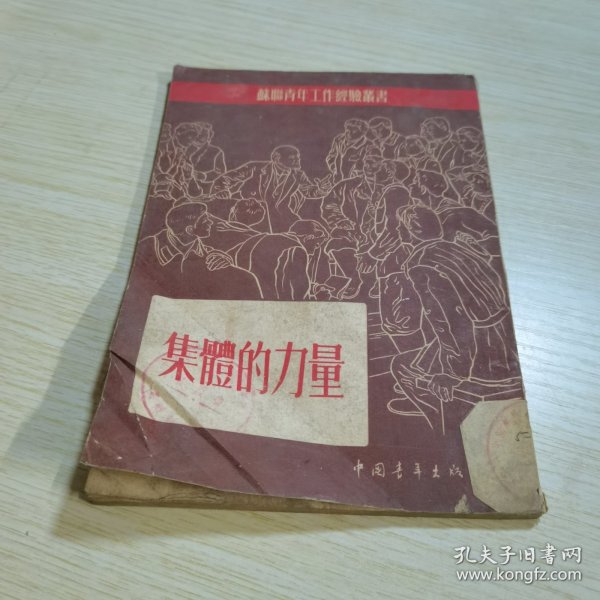 蘇聯青年工作經驗叢書
集體的力量
中国青年出版
孔夫子旧书网
www.kongfz.com